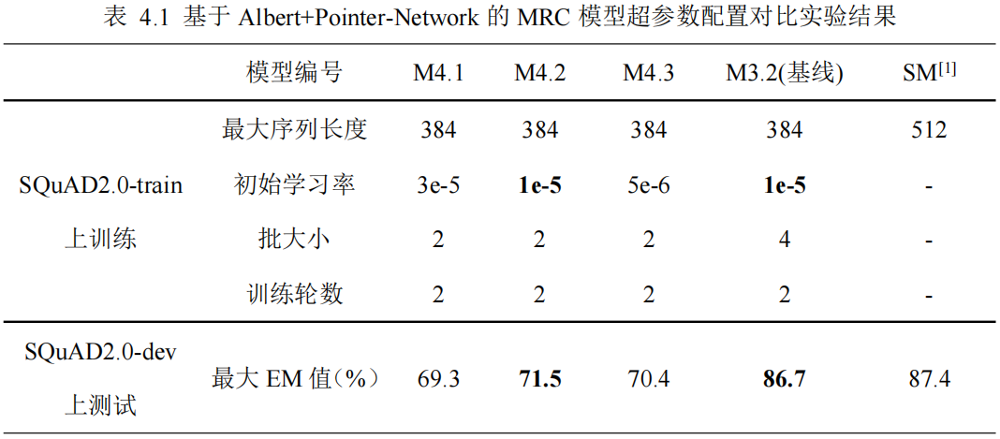 表 4.1 基于 Albert+Pointer-Network 的 MRC 模型超参数配置对比实验结果
模型编号 M4.1 M4.2 M4.3 M3.2(基线) SM[1]
最大序列长度 384 384 384 384 512
SQuAD2.0-train 初始学习率 3e-5 1e-5 5e-6 1e-5 -
上训练 批大小 2 2 2 4 -
训练轮数 2 2 2 2 -
SQuAD2.0-dev
最大 EM 值(%) 69.3 71.5 70.4 86.7 87.4
上测试